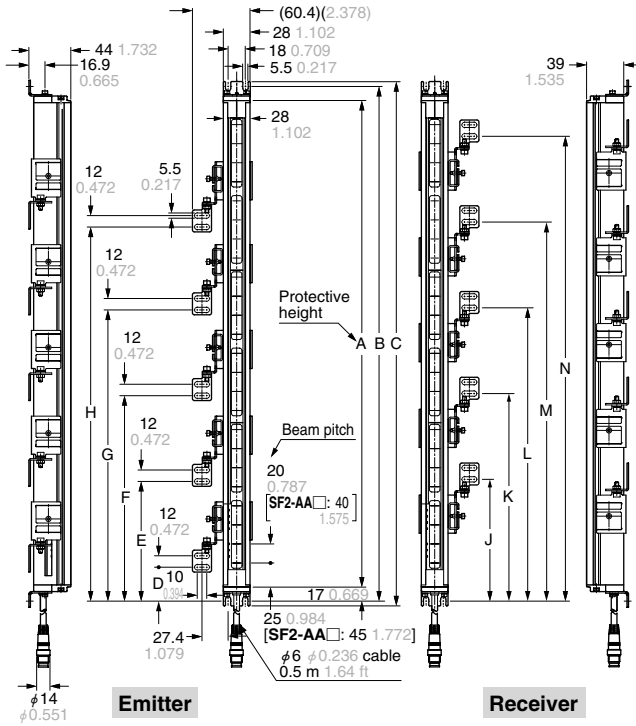 (60.4)(2.378)
44 1.732
28 1.102
16.9
0.665
18 0.709
5.5 0.217
39
1.535
28
1.102
12
0.472
5.5
0.217
12
0.472
Protective
height
A
B
C
N
12
0.472
H
G
M
12
0.472
F
Beam pitch
L
20
0.787
[SF2-AA□: 40
1.575]
K
12
0.472
E
J
D
10
0.394
17 0.669
27.4
1.079
25 0.984
[SF2-AA□: 45 1.772]
φ6 φ0.236 cable
0.5 m 1.64 ft
φ14
φ0.551
Emitter
Receiver